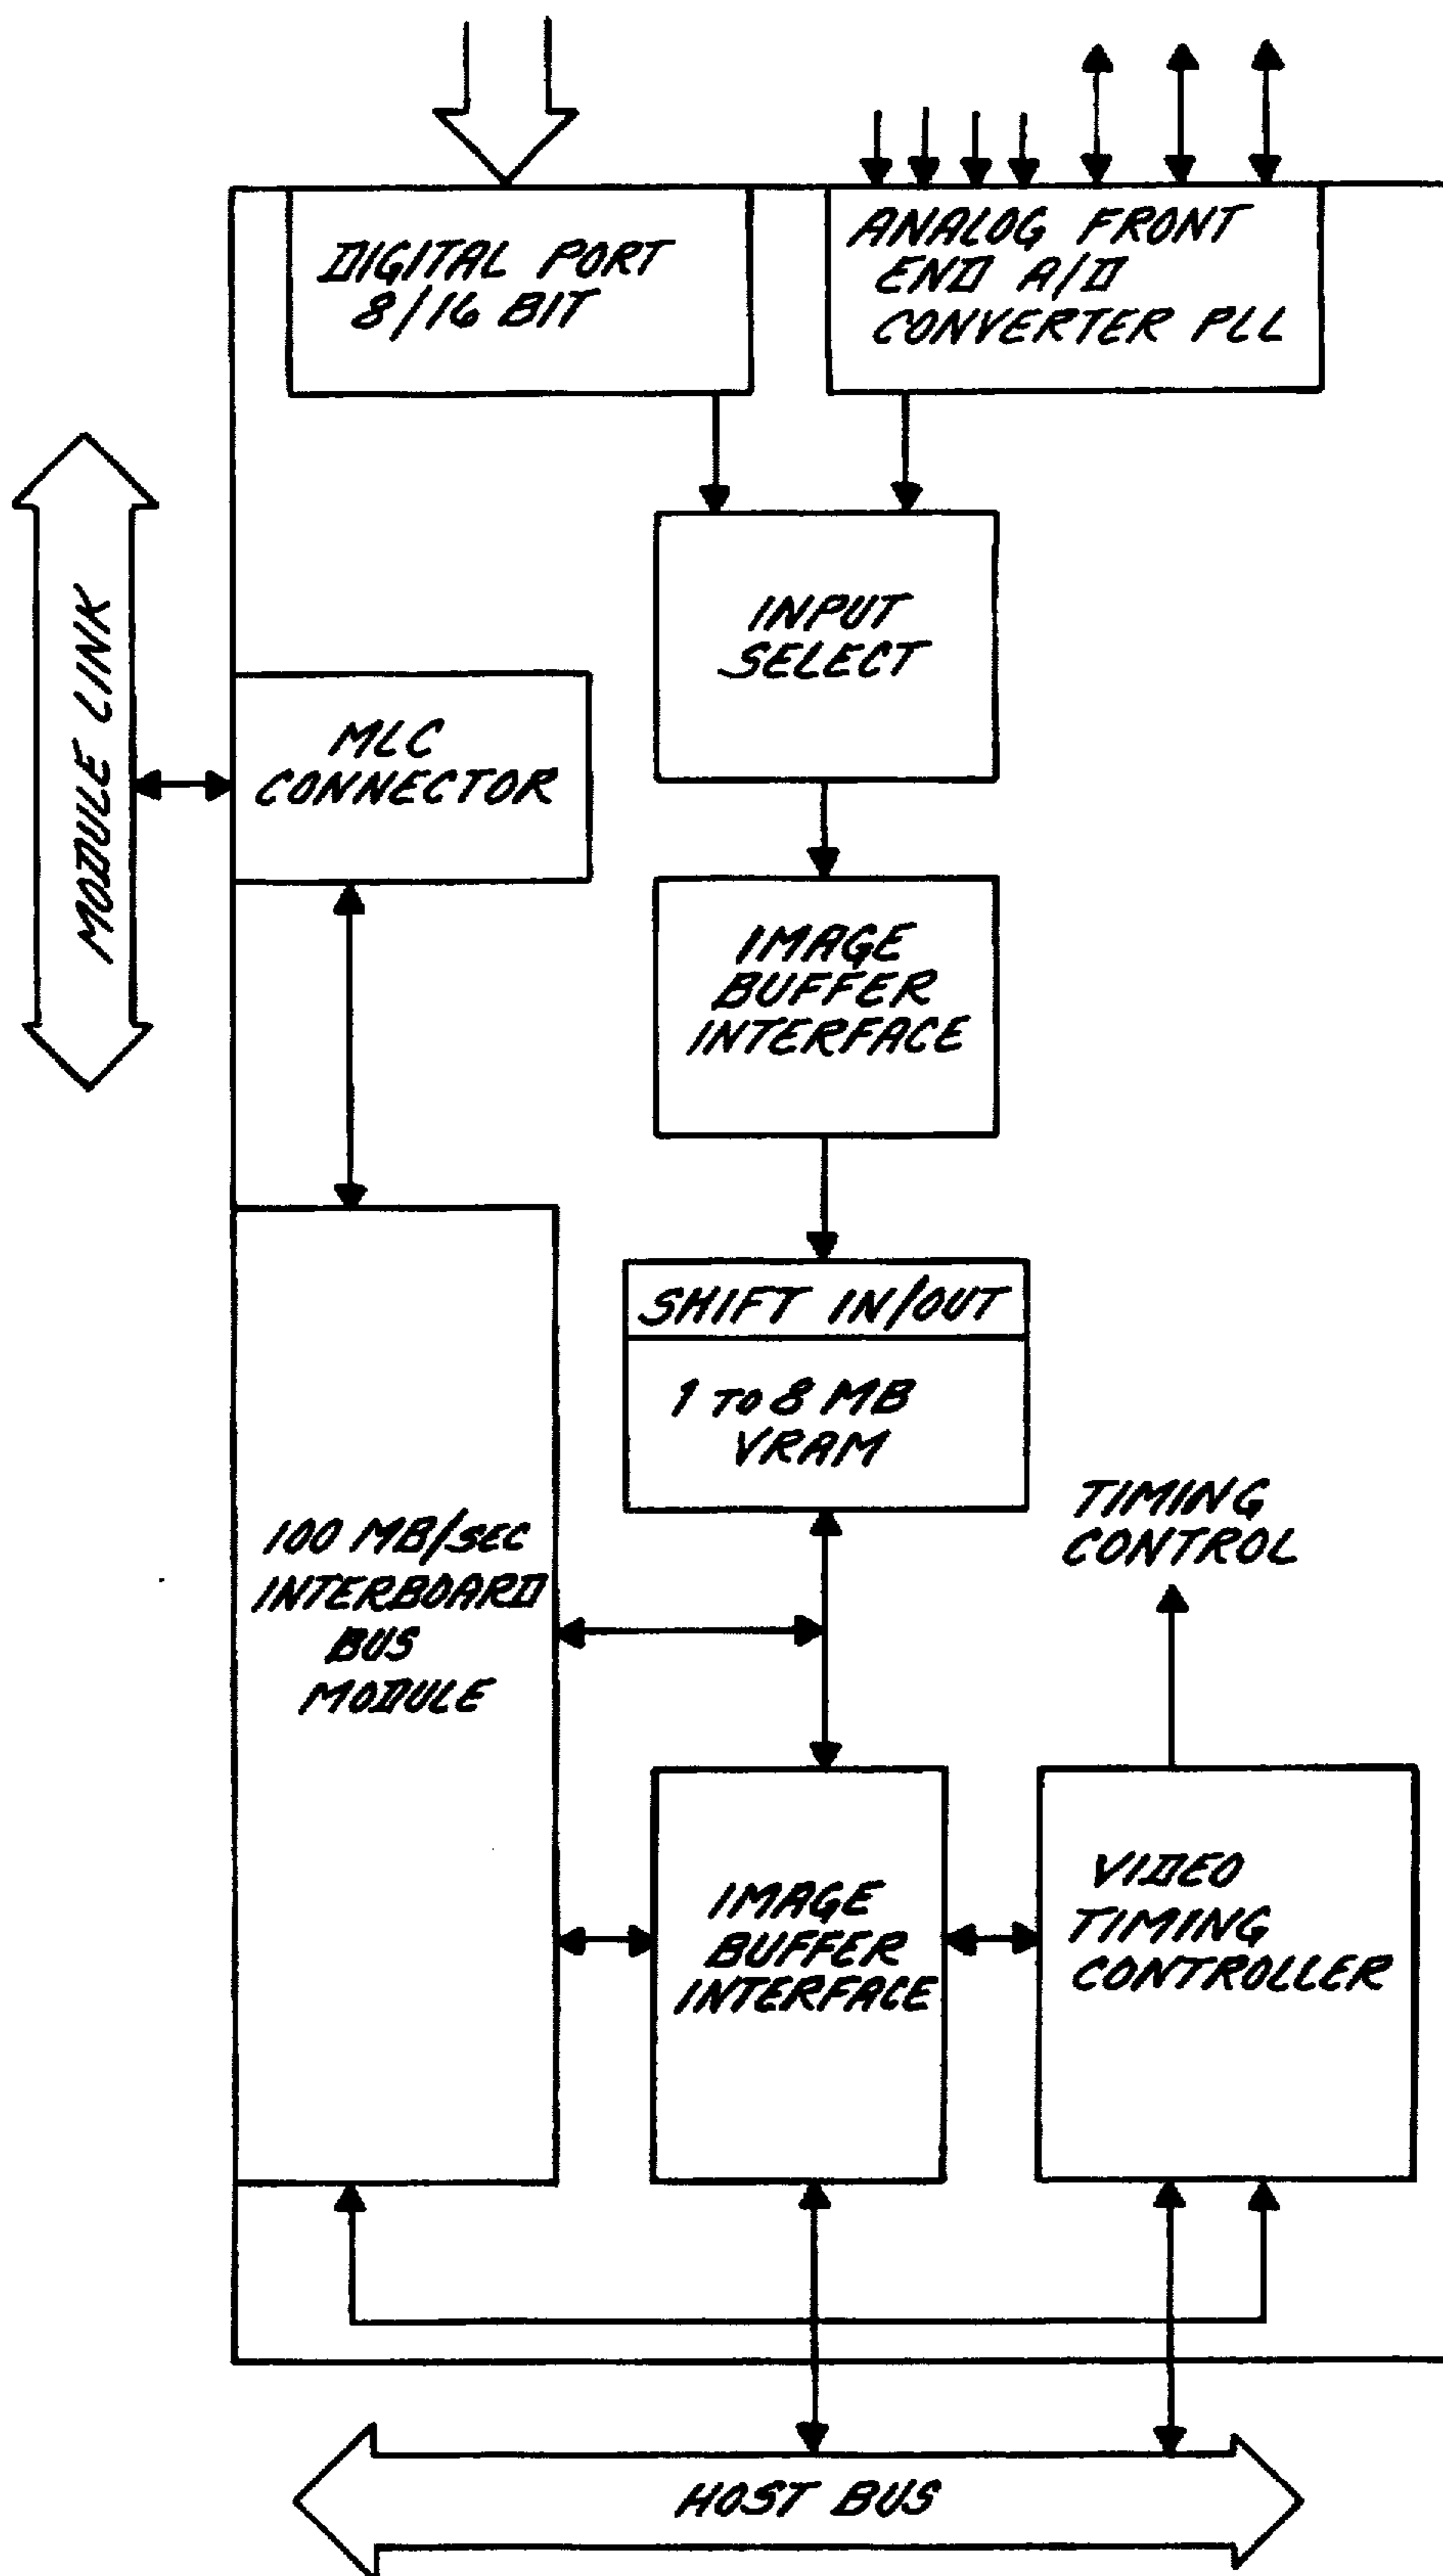 DIGITAL PORT
8/16 BIT
ANALOG FRONT
END A/D
CONVERTER PLL
INPUT
SELECT
MODULE LINK
MLC
CONNECTOR
IMAGE
BUFFER
INTERFACE
SHIFT IN/OUT
1 TO 8 MB
VRAM
100 MB/SEC
INTERBOARD
BUS
MODULE
TIMING
CONTROL
IMAGE
BUFFER
INTERFACE
VIDEO
TIMING
CONTROLLER
HOST BUS